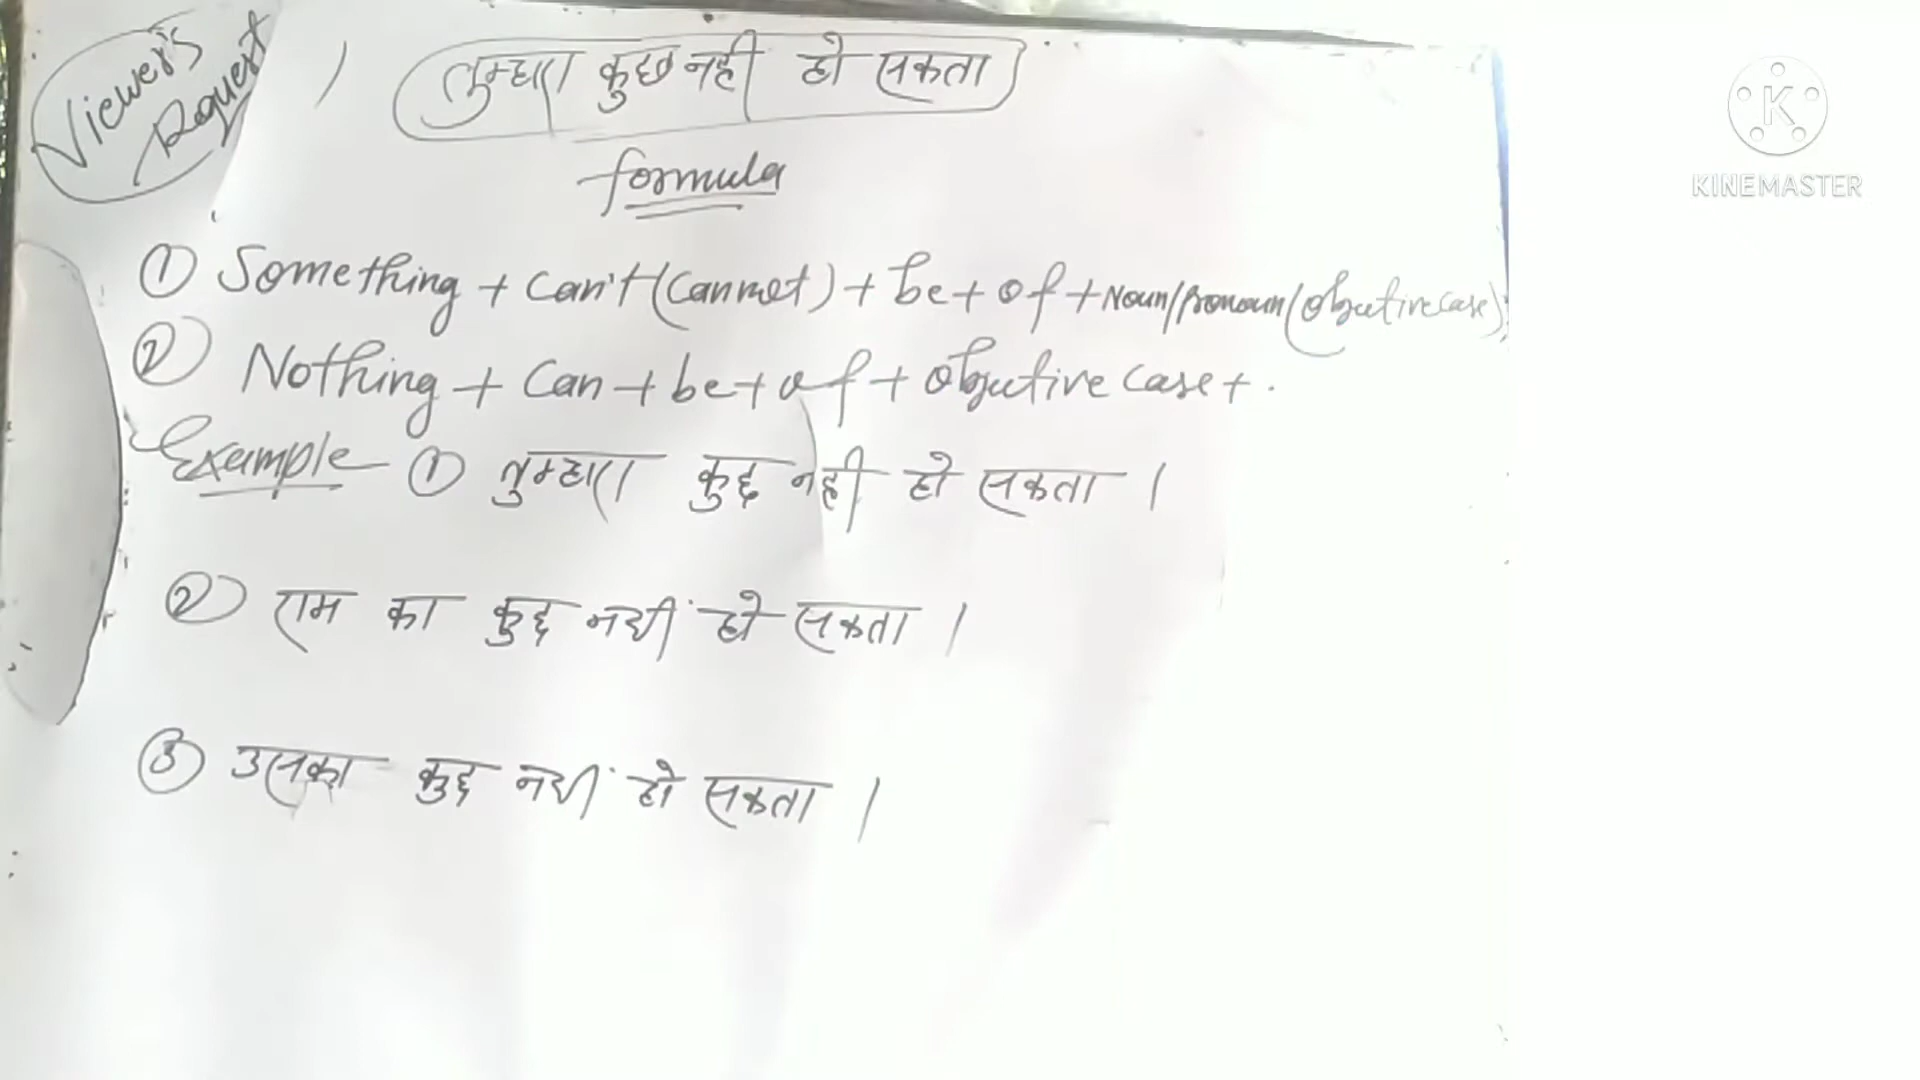 Viewer's
Request
तुम्हारा कुछ नही हो सकता
formula
① Something + can't (cannot) + be + of + Noun/Pronoun (objective case)
② Nothing + Can + be + of + objective case + .
Example ① तुम्हारा कुछ नही हो सकता ।
② राम का कुछ नहीं हो सकता ।
③ उसका कुछ नहीं हो सकता ।
K
KINEMASTER